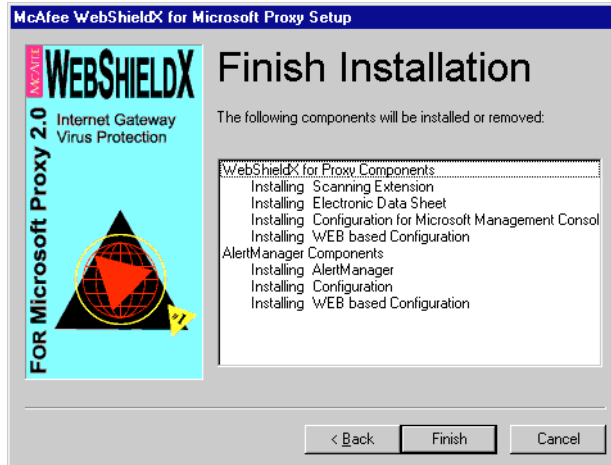 McAfee WebShieldX for Microsoft Proxy Setup
MCAFEE
WEBSHIELDX
FOR Microsoft Proxy 2.0
Internet Gateway
Virus Protection
#1
Finish Installation
The following components will be installed or removed:
WebShieldX for Proxy Components
Installing Scanning Extension
Installing Electronic Data Sheet
Installing Configuration for Microsoft Management Consol
Installing WEB based Configuration
AlertManager Components
Installing AlertManager
Installing Configuration
Installing WEB based Configuration
< Back
Finish
Cancel